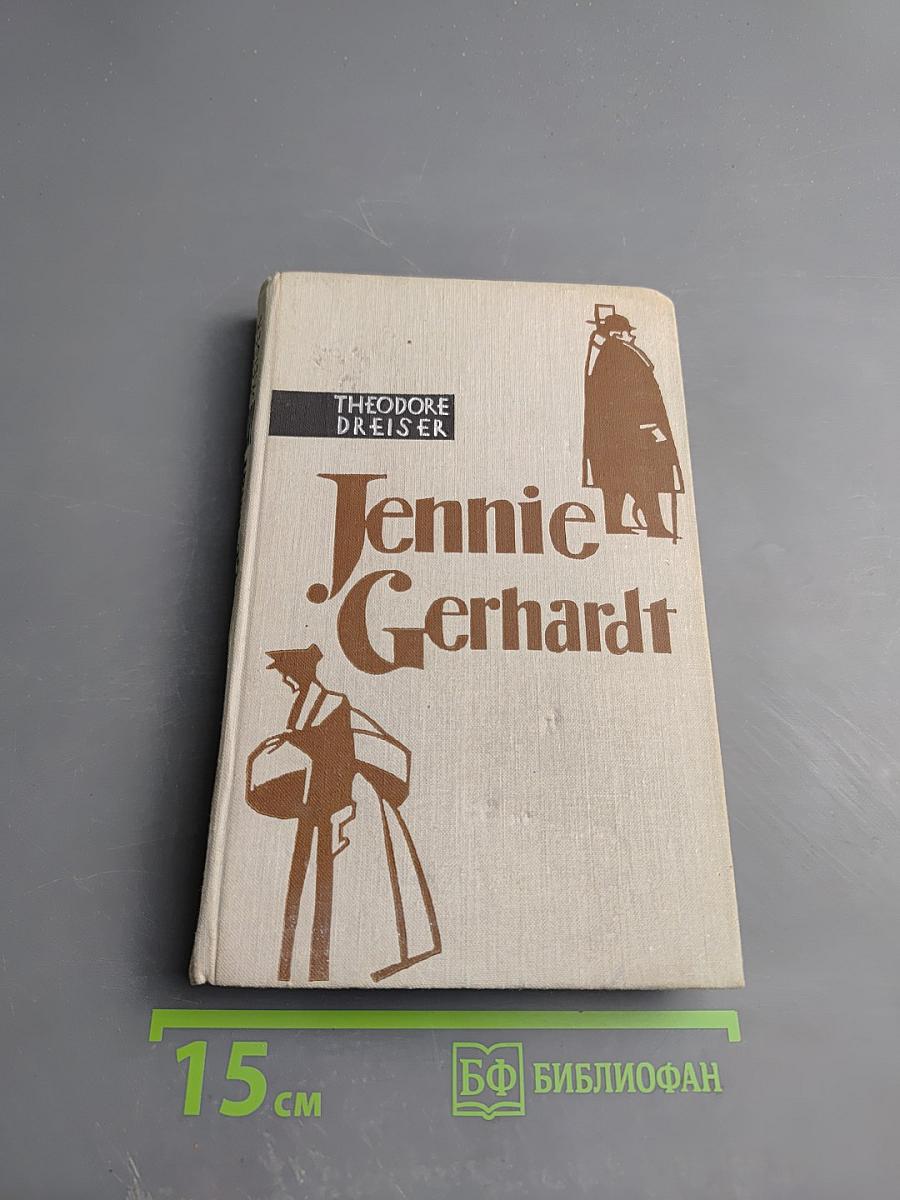 THEODORE
DREISER
Jennie
Gerhardt
15 см
БФ БИБЛИОФАН